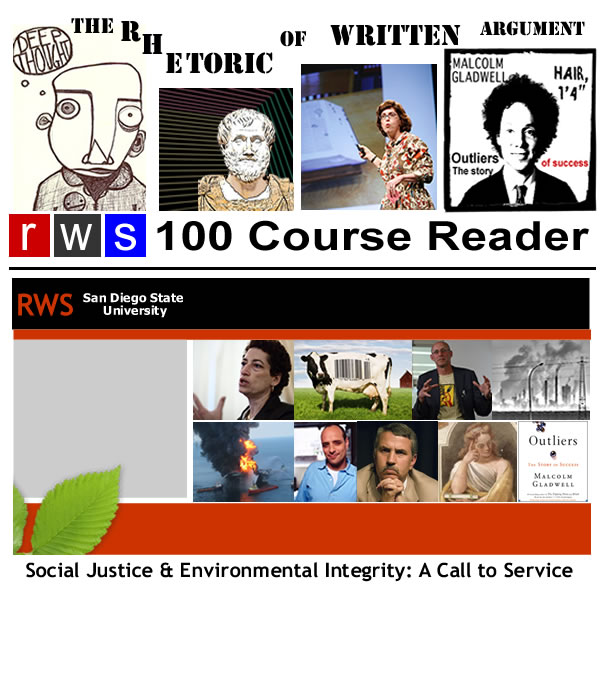 THE RHETORIC OF WRITTEN ARGUMENT
DEEP
THOUGHT
MALCOLM
GLADWELL
HAIR,
1'4"
Outliers
The story
of success
rws 100 Course Reader
RWS
San Diego State
University
Outliers
THE STORY OF SUCCESS
MALCOLM
GLADWELL
Social Justice & Environmental Integrity: A Call to Service